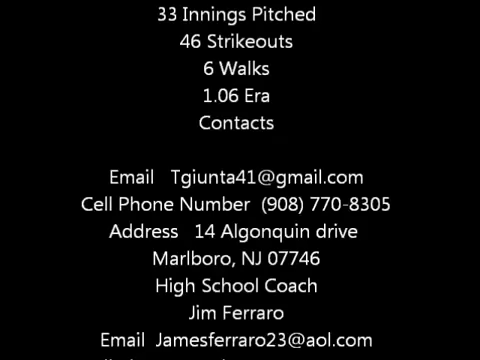 33 Innings Pitched
46 Strikeouts
6 Walks
1.06 Era
Contacts
Email Tgiunta41@gmail.com
Cell Phone Number (908) 770-8305
Address 14 Algonquin drive
Marlboro, NJ 07746
High School Coach
Jim Ferraro
Email Jamesferraro23@aol.com